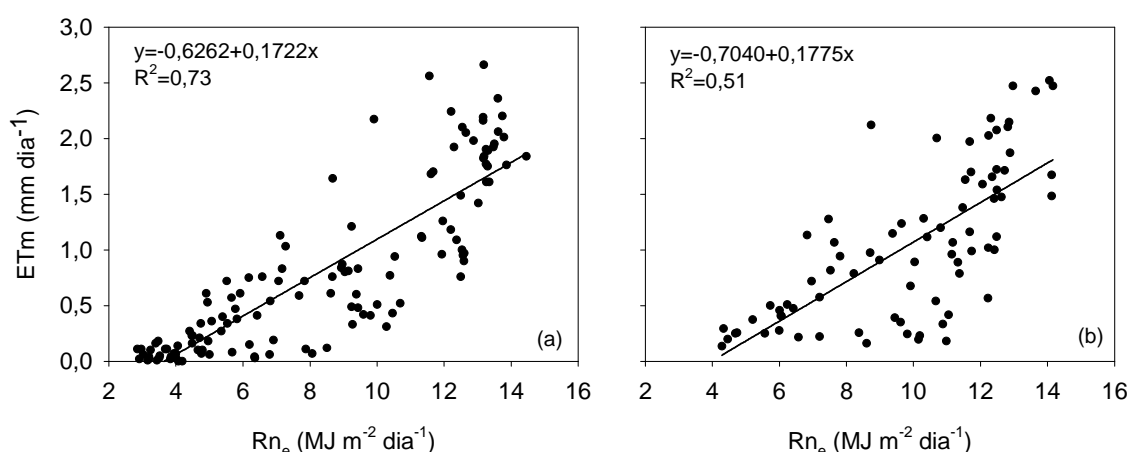 y=-0,6262+0,1722x
R²=0,73
y=-0,7040+0,1775x
R²=0,51
ETm (mm dia⁻¹)
3,0
2,5
2,0
1,5
1,0
0,5
0,0
(a)
(b)
2 4 6 8 10 12 14 16
2 4 6 8 10 12 14 16
Rnₑ (MJ m⁻² dia⁻¹)
Rnₑ (MJ m⁻² dia⁻¹)